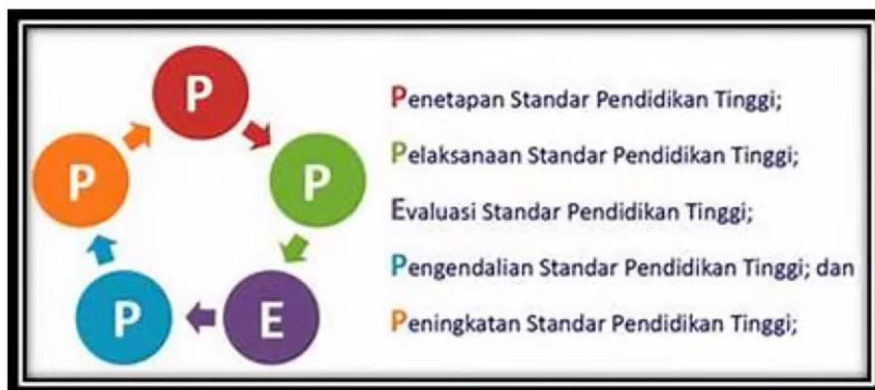 P
P
E
P
P
Penetapan Standar Pendidikan Tinggi;
Pelaksanaan Standar Pendidikan Tinggi;
Evaluasi Standar Pendidikan Tinggi;
Pengendalian Standar Pendidikan Tinggi; dan
Peningkatan Standar Pendidikan Tinggi;